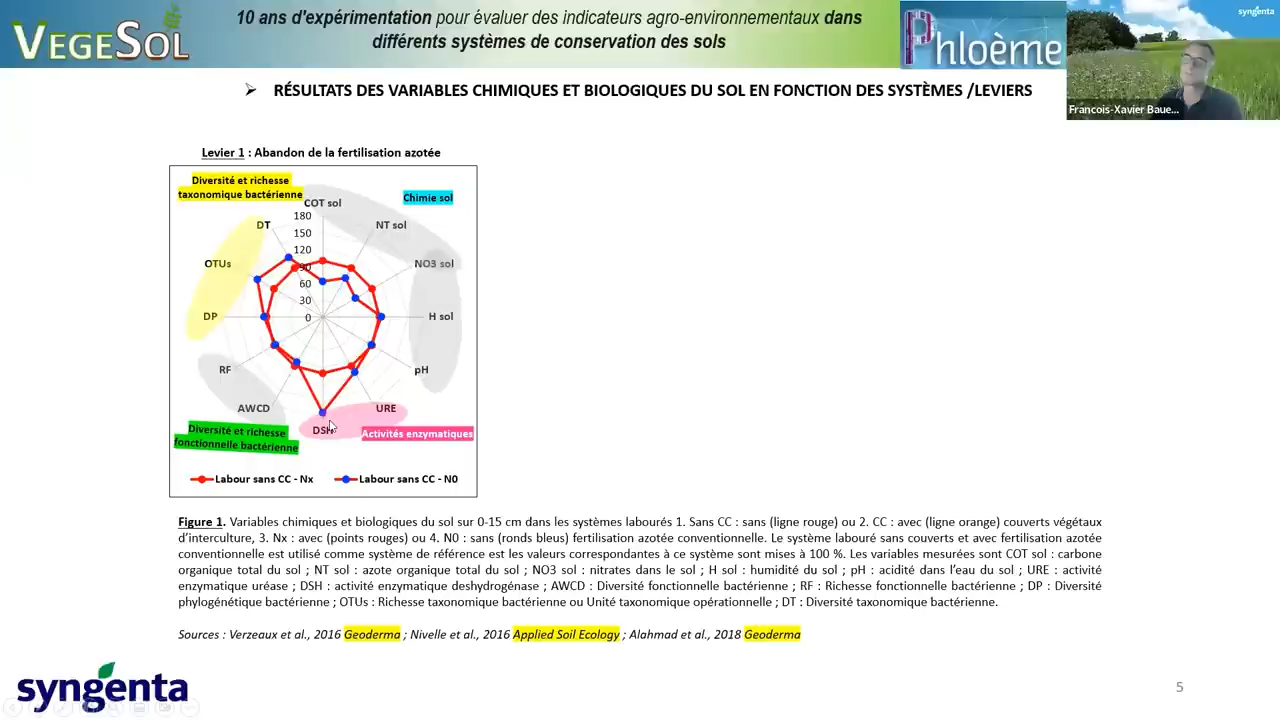 VEGESOL
10 ans d'expérimentation pour évaluer des indicateurs agro-environnementaux dans
différents systèmes de conservation des sols
Phloème
syngenta
Francois-Xavier Baue...
➢ RÉSULTATS DES VARIABLES CHIMIQUES ET BIOLOGIQUES DU SOL EN FONCTION DES SYSTÈMES /LEVIERS
Levier 1 : Abandon de la fertilisation azotée
Diversité et richesse
taxonomique bactérienne
Chimie sol
COT sol
NT sol
NO3 sol
H sol
pH
URE
DSH
AWCD
RF
DP
OTUs
DT
180
150
120
90
60
30
0
Diversité et richesse
fonctionnelle bactérienne
Activités enzymatiques
Labour sans CC - Nx
Labour sans CC - N0
Figure 1. Variables chimiques et biologiques du sol sur 0-15 cm dans les systèmes labourés 1. Sans CC : sans (ligne rouge) ou 2. CC : avec (ligne orange) couverts végétaux
d'interculture, 3. Nx : avec (points rouges) ou 4. N0 : sans (ronds bleus) fertilisation azotée conventionnelle. Le système labouré sans couverts et avec fertilisation azotée
conventionnelle est utilisé comme système de référence est les valeurs correspondantes à ce système sont mises à 100 %. Les variables mesurées sont COT sol : carbone
organique total du sol ; NT sol : azote organique total du sol ; NO3 sol : nitrates dans le sol ; H sol : humidité du sol ; pH : acidité dans l'eau du sol ; URE : activité
enzymatique uréase ; DSH : activité enzymatique deshydrogénase ; AWCD : Diversité fonctionnelle bactérienne ; RF : Richesse fonctionnelle bactérienne ; DP : Diversité
phylogénétique bactérienne ; OTUs : Richesse taxonomique bactérienne ou Unité taxonomique opérationnelle ; DT : Diversité taxonomique bactérienne.
Sources : Verzeaux et al., 2016 Geoderma ; Nivelle et al., 2016 Applied Soil Ecology ; Alahmad et al., 2018 Geoderma
syngenta
5